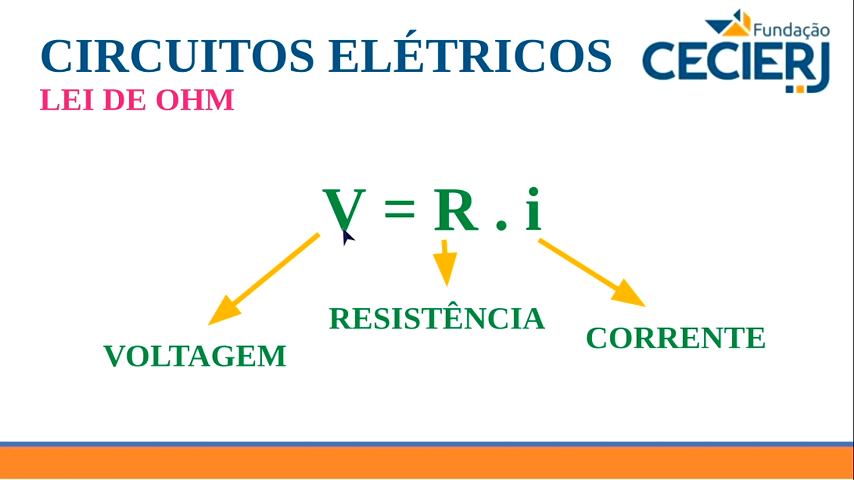 CIRCUITOS ELÉTRICOS
LEI DE OHM
Fundação
CECIERJ
V = R . i
RESISTÊNCIA
CORRENTE
VOLTAGEM